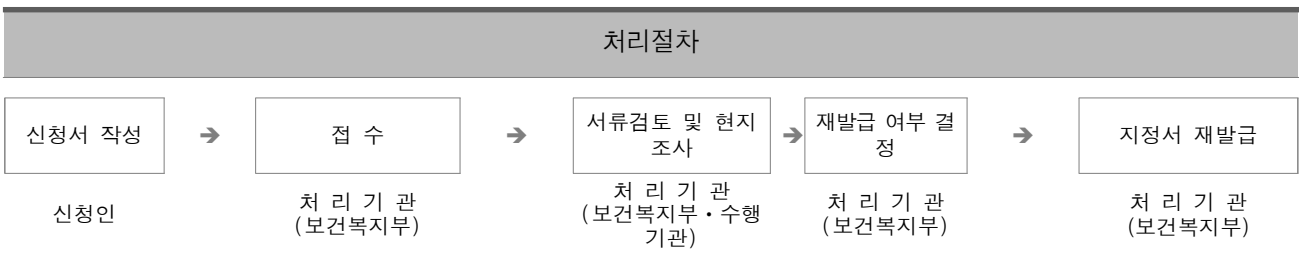 처리절차
신청서 작성 ➔ 접 수 ➔ 서류검토 및 현지
조사 ➔ 재발급 여부 결
정 ➔ 지정서 재발급
신청인
처 리 기 관
(보건복지부)
처 리 기 관
(보건복지부・수행
기관)
처 리 기 관
(보건복지부)
처 리 기 관
(보건복지부)